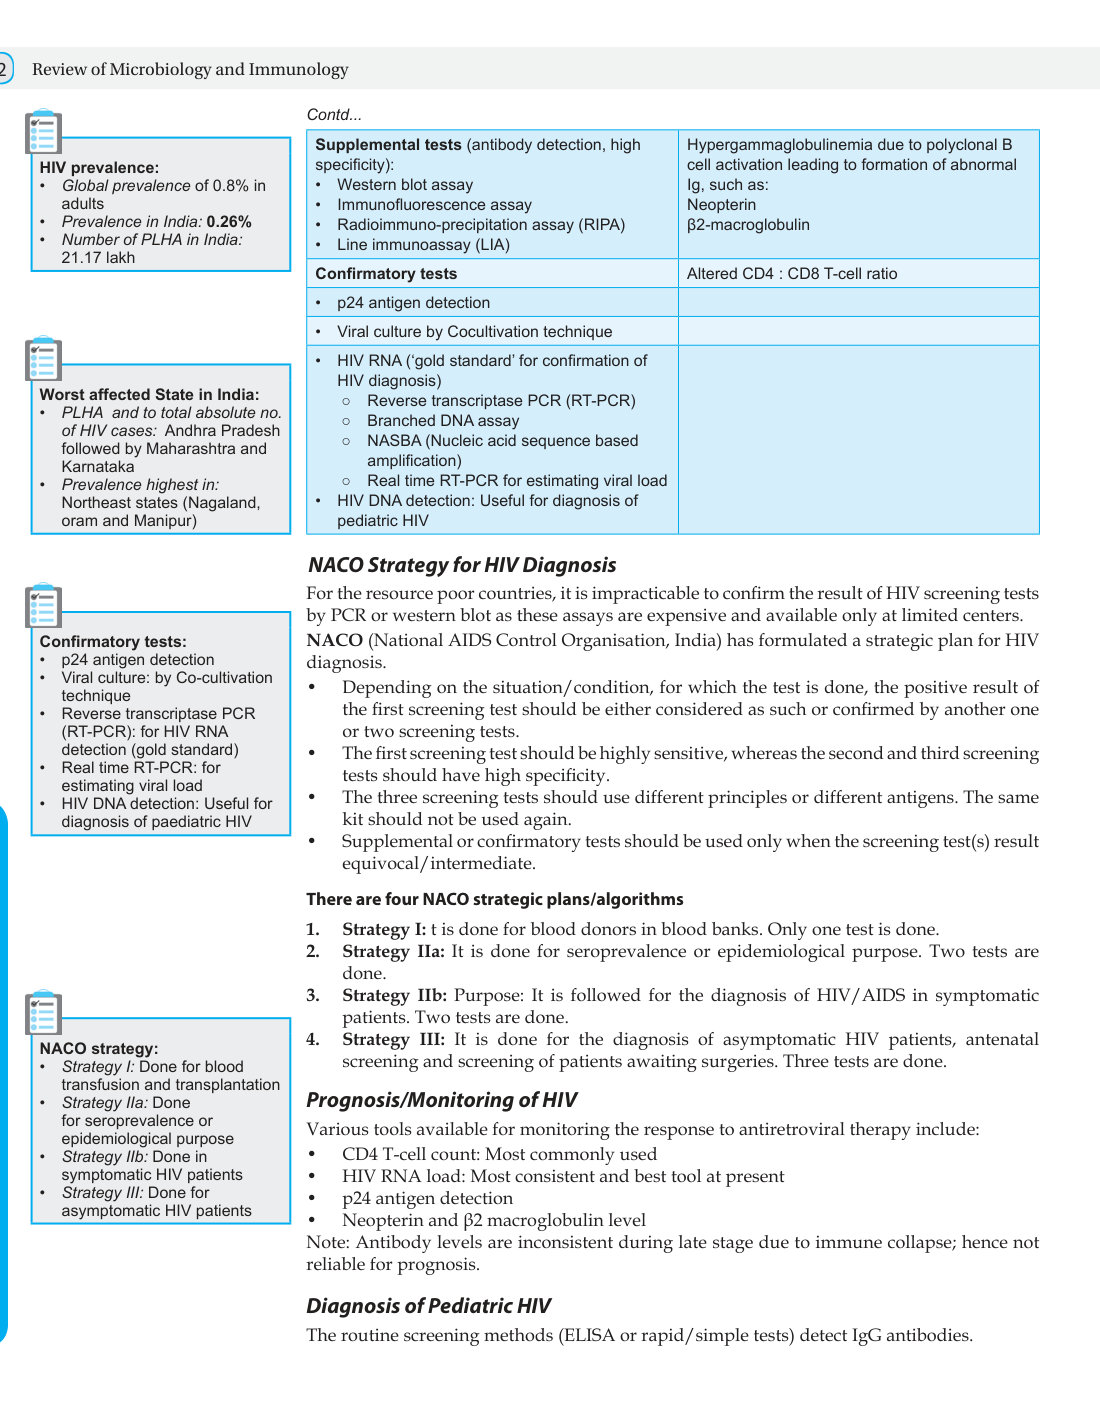 2 Review of Microbiology and Immunology
HIV prevalence:
• Global prevalence of 0.8% in
adults
• Prevalence in India: 0.26%
• Number of PLHA in India:
21.17 lakh
Worst affected State in India:
• PLHA and to total absolute no.
of HIV cases: Andhra Pradesh
followed by Maharashtra and
Karnataka
• Prevalence highest in:
Northeast states (Nagaland,
oram and Manipur)
Confirmatory tests:
• p24 antigen detection
• Viral culture: by Co-cultivation
technique
• Reverse transcriptase PCR
(RT-PCR): for HIV RNA
detection (gold standard)
• Real time RT-PCR: for
estimating viral load
• HIV DNA detection: Useful for
diagnosis of paediatric HIV
NACO strategy:
• Strategy I: Done for blood
transfusion and transplantation
• Strategy IIa: Done
for seroprevalence or
epidemiological purpose
• Strategy IIb: Done in
symptomatic HIV patients
• Strategy III: Done for
asymptomatic HIV patients
Contd...
Supplemental tests (antibody detection, high
specificity):
• Western blot assay
• Immunofluorescence assay
• Radioimmuno-precipitation assay (RIPA)
• Line immunoassay (LIA)
Hypergammaglobulinemia due to polyclonal B
cell activation leading to formation of abnormal
Ig, such as:
Neopterin
β2-macroglobulin
Confirmatory tests
Altered CD4 : CD8 T-cell ratio
• p24 antigen detection
• Viral culture by Cocultivation technique
• HIV RNA (‘gold standard’ for confirmation of
HIV diagnosis)
○ Reverse transcriptase PCR (RT-PCR)
○ Branched DNA assay
○ NASBA (Nucleic acid sequence based
amplification)
○ Real time RT-PCR for estimating viral load
• HIV DNA detection: Useful for diagnosis of
pediatric HIV
NACO Strategy for HIV Diagnosis
For the resource poor countries, it is impracticable to confirm the result of HIV screening tests
by PCR or western blot as these assays are expensive and available only at limited centers.
NACO (National AIDS Control Organisation, India) has formulated a strategic plan for HIV
diagnosis.
• Depending on the situation/condition, for which the test is done, the positive result of
the first screening test should be either considered as such or confirmed by another one
or two screening tests.
• The first screening test should be highly sensitive, whereas the second and third screening
tests should have high specificity.
• The three screening tests should use different principles or different antigens. The same
kit should not be used again.
• Supplemental or confirmatory tests should be used only when the screening test(s) result
equivocal/intermediate.
There are four NACO strategic plans/algorithms
1. Strategy I: t is done for blood donors in blood banks. Only one test is done.
2. Strategy IIa: It is done for seroprevalence or epidemiological purpose. Two tests are
done.
3. Strategy IIb: Purpose: It is followed for the diagnosis of HIV/AIDS in symptomatic
patients. Two tests are done.
4. Strategy III: It is done for the diagnosis of asymptomatic HIV patients, antenatal
screening and screening of patients awaiting surgeries. Three tests are done.
Prognosis/Monitoring of HIV
Various tools available for monitoring the response to antiretroviral therapy include:
• CD4 T-cell count: Most commonly used
• HIV RNA load: Most consistent and best tool at present
• p24 antigen detection
• Neopterin and β2 macroglobulin level
Note: Antibody levels are inconsistent during late stage due to immune collapse; hence not
reliable for prognosis.
Diagnosis of Pediatric HIV
The routine screening methods (ELISA or rapid/simple tests) detect IgG antibodies.